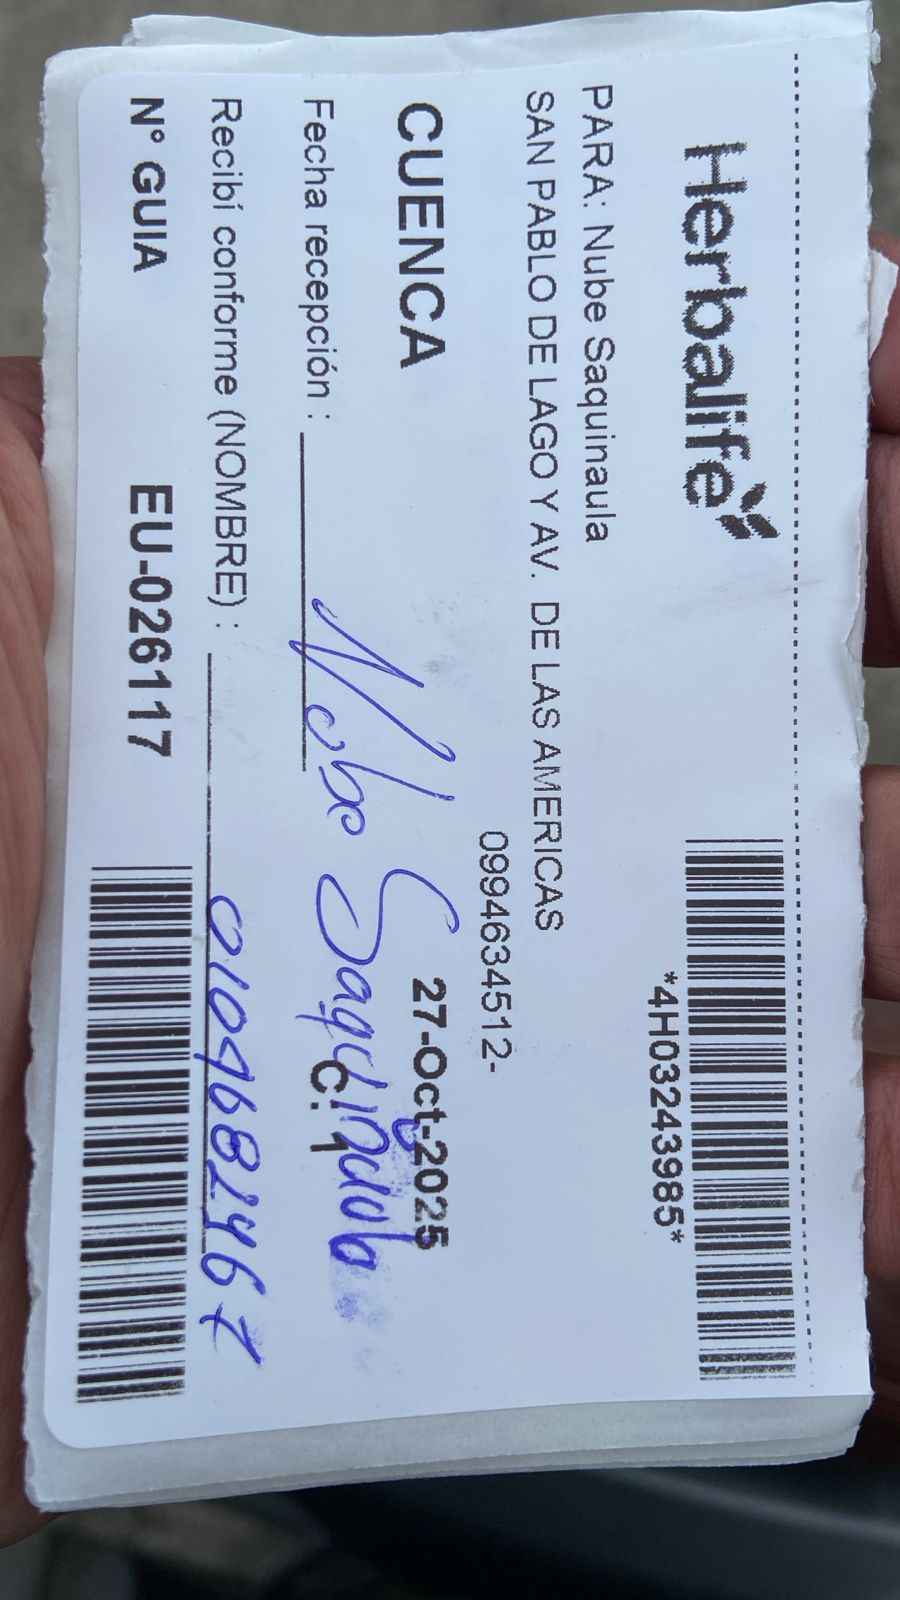 Herbalife
*4H03243985*
PARA: Nube Saquinaula
SAN PABLO DE LAGO Y AV. DE LAS AMERICAS
0994634512-
CUENCA 27-Oct-2025
Fecha recepción : Nube Saquinaula C. 1
Recibí conforme (NOMBRE) : 0104682467
N° GUIA EU-026117